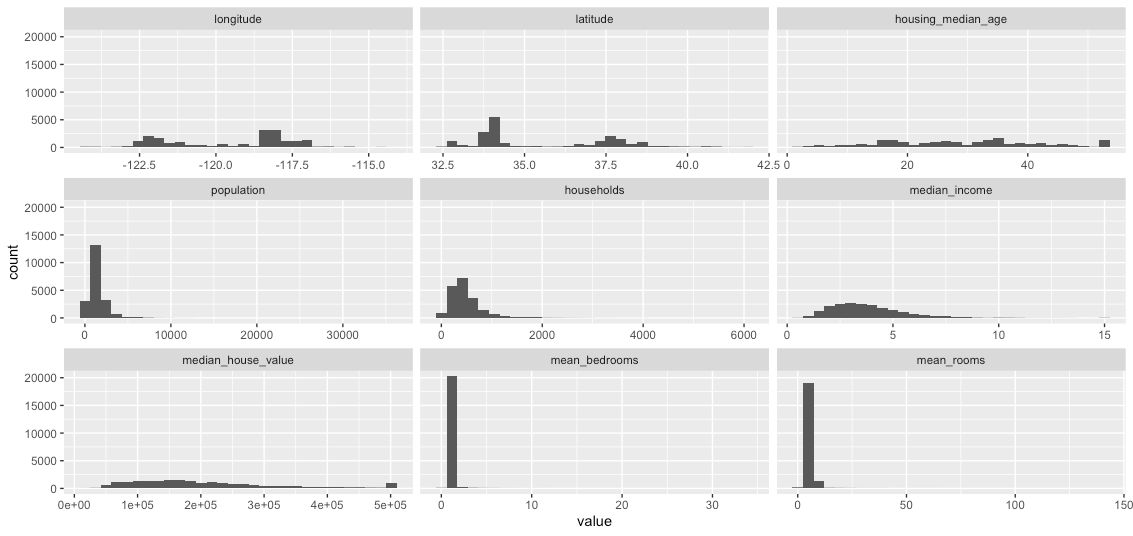 longitude latitude housing_median_age
20000
15000
10000
5000
0
-122.5 -120.0 -117.5 -115.0 32.5 35.0 37.5 40.0 42.5 0 20 40
population households median_income
20000
15000
10000
5000
0
0 10000 20000 30000 0 2000 4000 6000 0 5 10 15
count
median_house_value mean_bedrooms mean_rooms
20000
15000
10000
5000
0
0e+00 1e+05 2e+05 3e+05 4e+05 5e+05 0 10 20 30 0 50 100 150
value